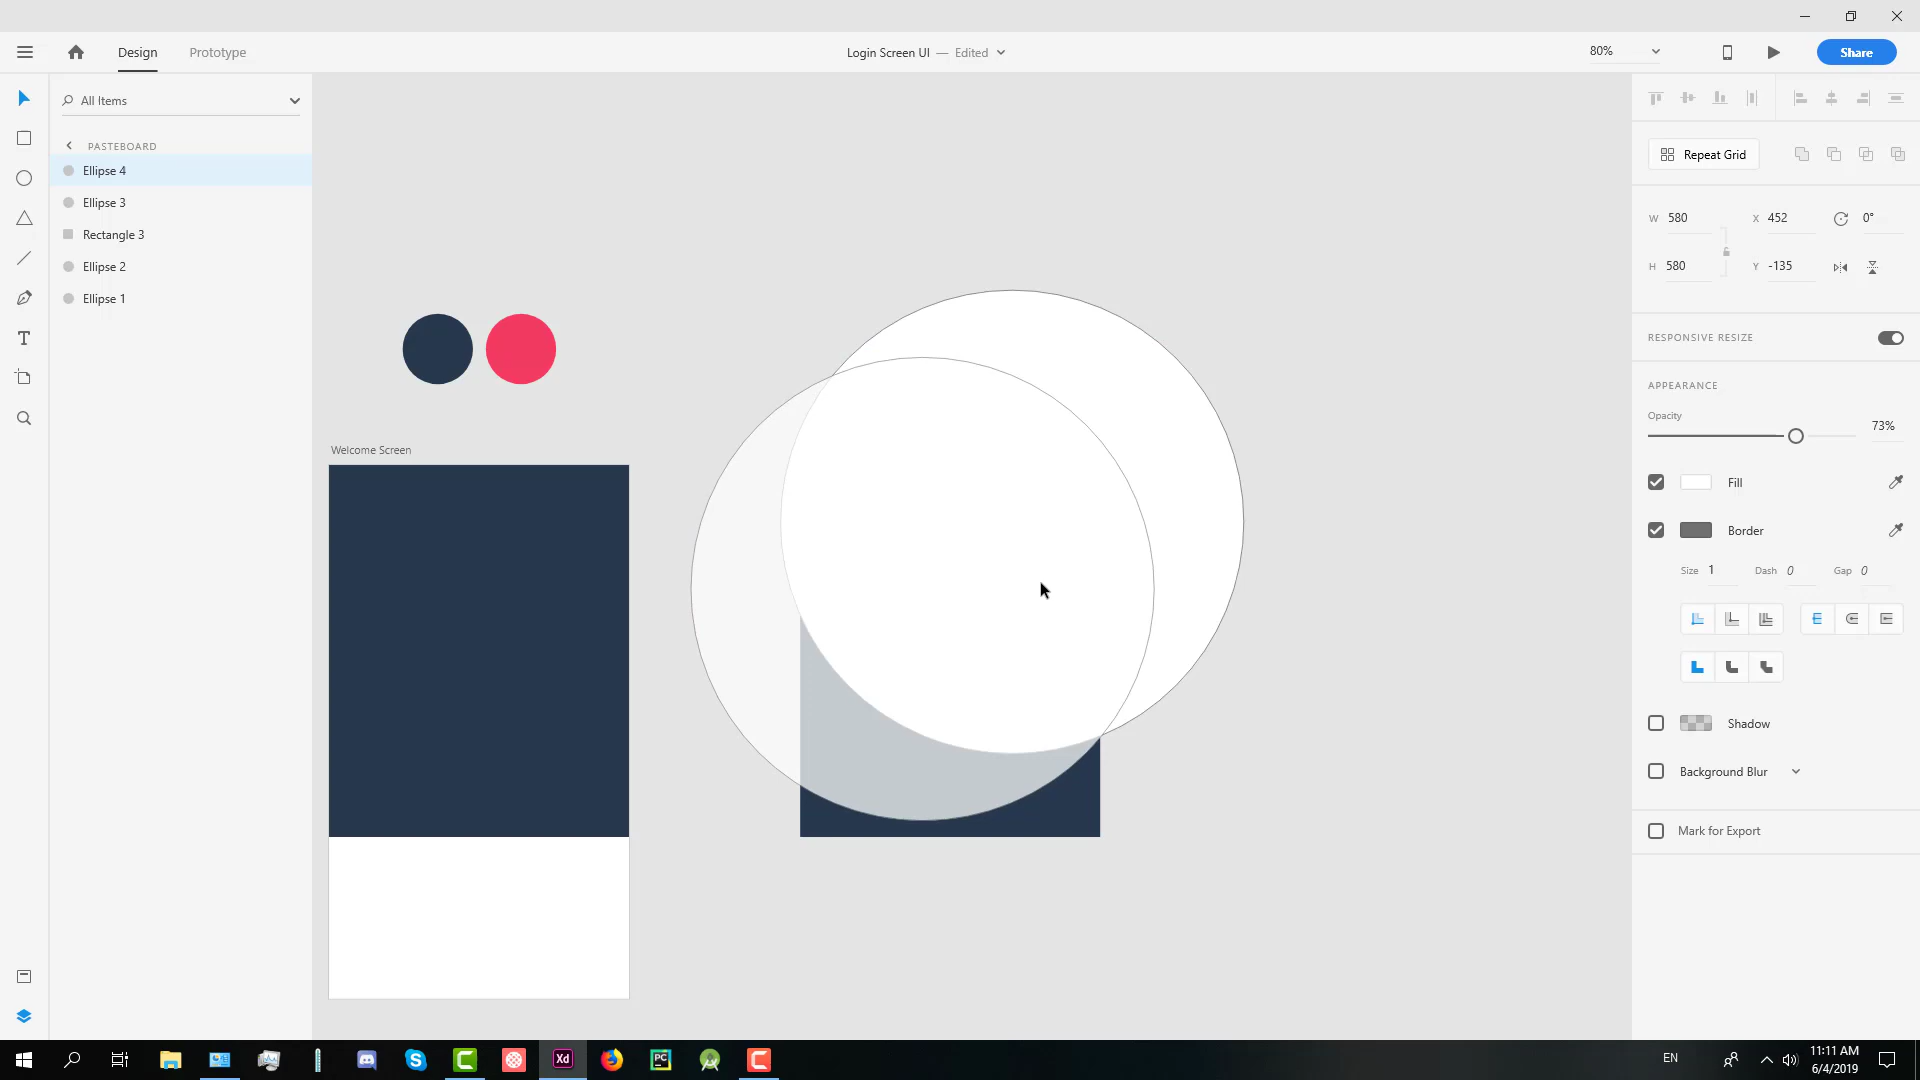 Design
Prototype
Login Screen UI — Edited
80%
Share
All Items
PASTEBOARD
Ellipse 4
Ellipse 3
Rectangle 3
Ellipse 2
Ellipse 1
Welcome Screen
Repeat Grid
W 580
X 452
0°
H 580
Y -135
RESPONSIVE RESIZE
APPEARANCE
Opacity
73%
Fill
Border
Size 1
Dash 0
Gap 0
Shadow
Background Blur
Mark for Export
T
Xd
PC
EN
11:11 AM
6/4/2019